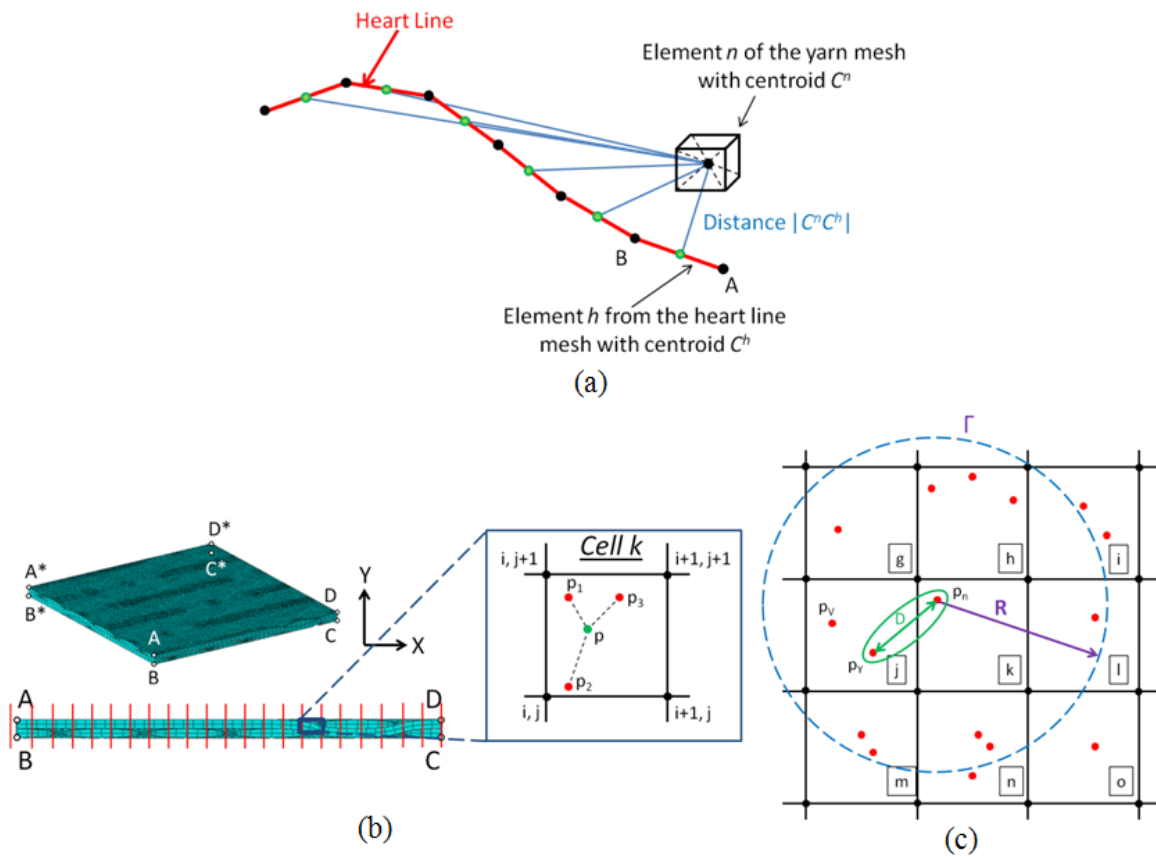 Heart Line
Element n of the yarn mesh
with centroid Cⁿ
Distance |CⁿCʰ|
B
A
Element h from the heart line
mesh with centroid Cʰ
(a)
D*
A*
C*
B*
D
C
A
B
Y
X
A
D
B
C
Cell k
i, j+1
i+1, j+1
p₁
p₃
p
p₂
i, j
i+1, j
(b)
Γ
g
h
i
pₙ
p_V
D
R
p_Y
j
k
l
m
n
o
(c)